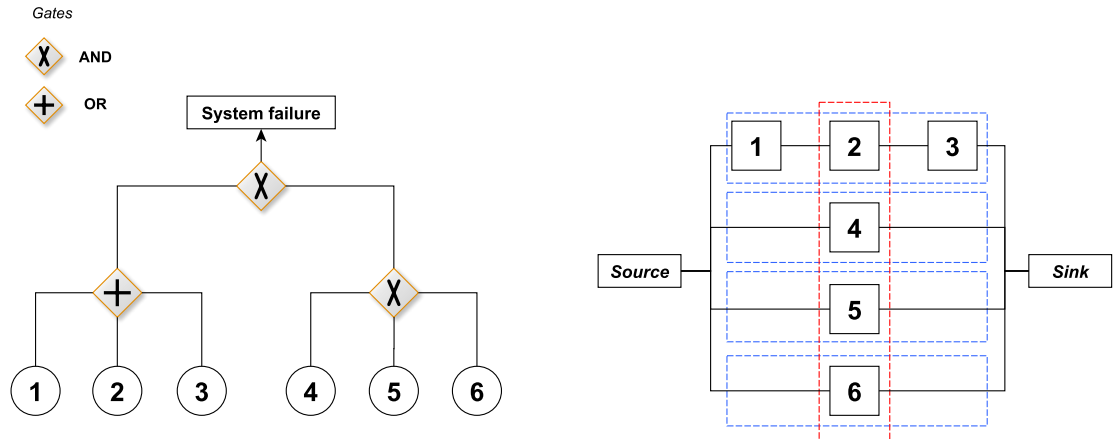 Gates
AND
OR
System failure
1 2 3 4 5 6
1 2 3
4
Source Sink
5
6